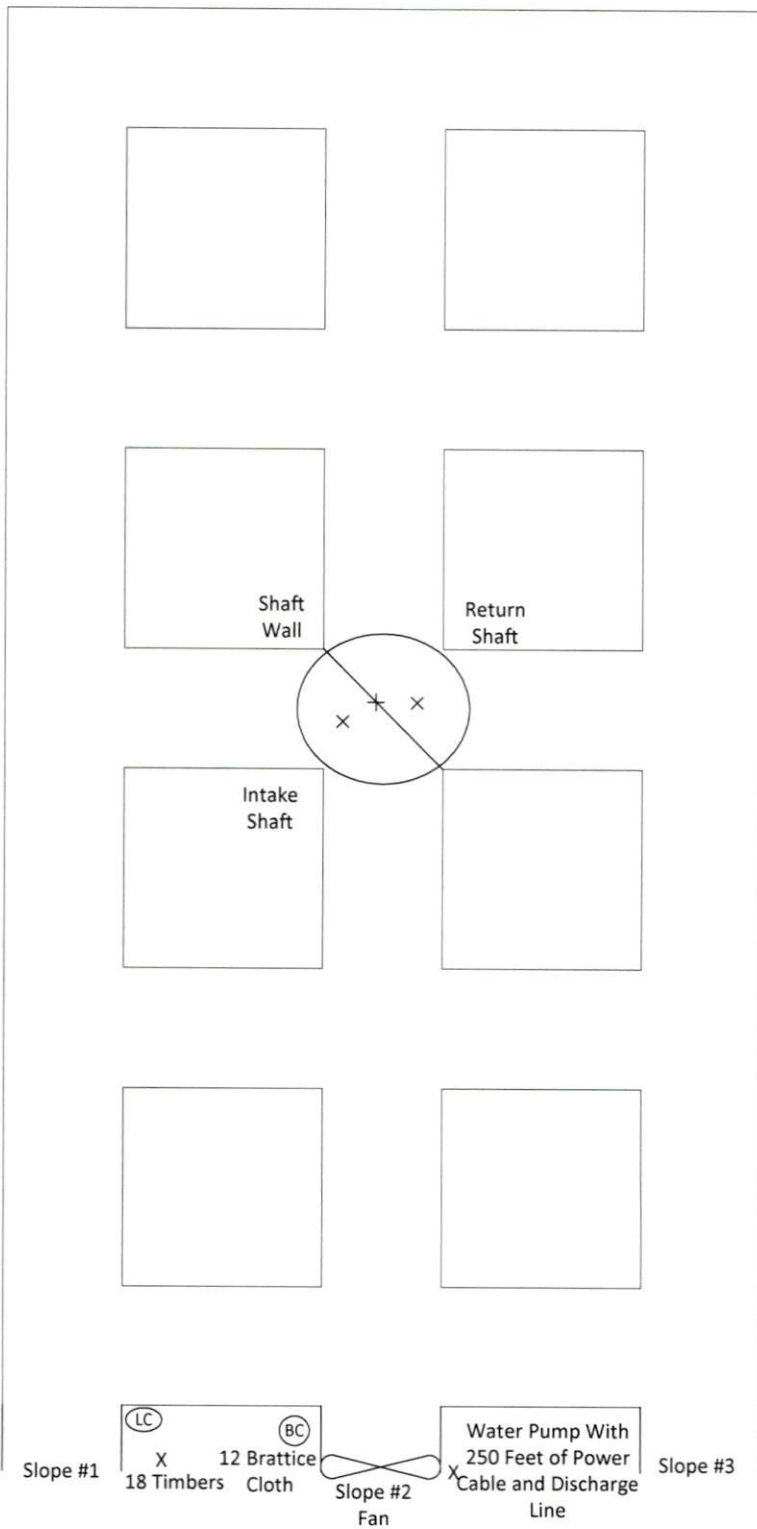 Shaft
Wall
Return
Shaft
Intake
Shaft
LC
BC
Slope #1
X
18 Timbers
12 Brattice
Cloth
Slope #2
Fan
X
Water Pump With
250 Feet of Power
Cable and Discharge
Line
Slope #3